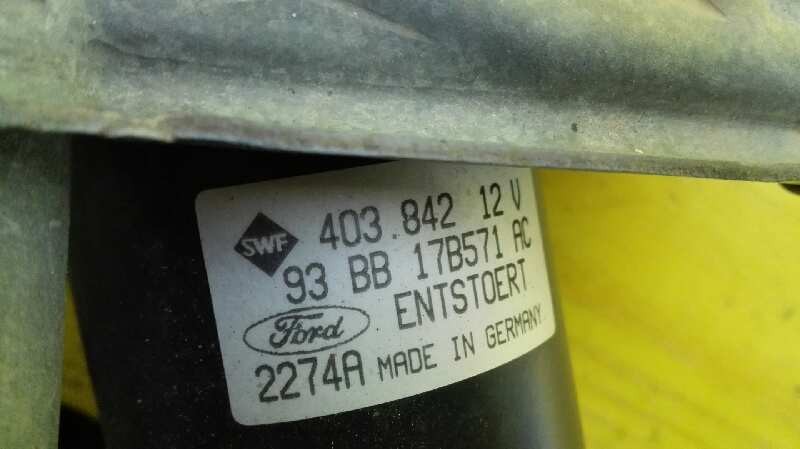 SWF 403.842 12 V
93 BB 17B571 AC
Ford ENTSTOERT
2274A MADE IN GERMANY